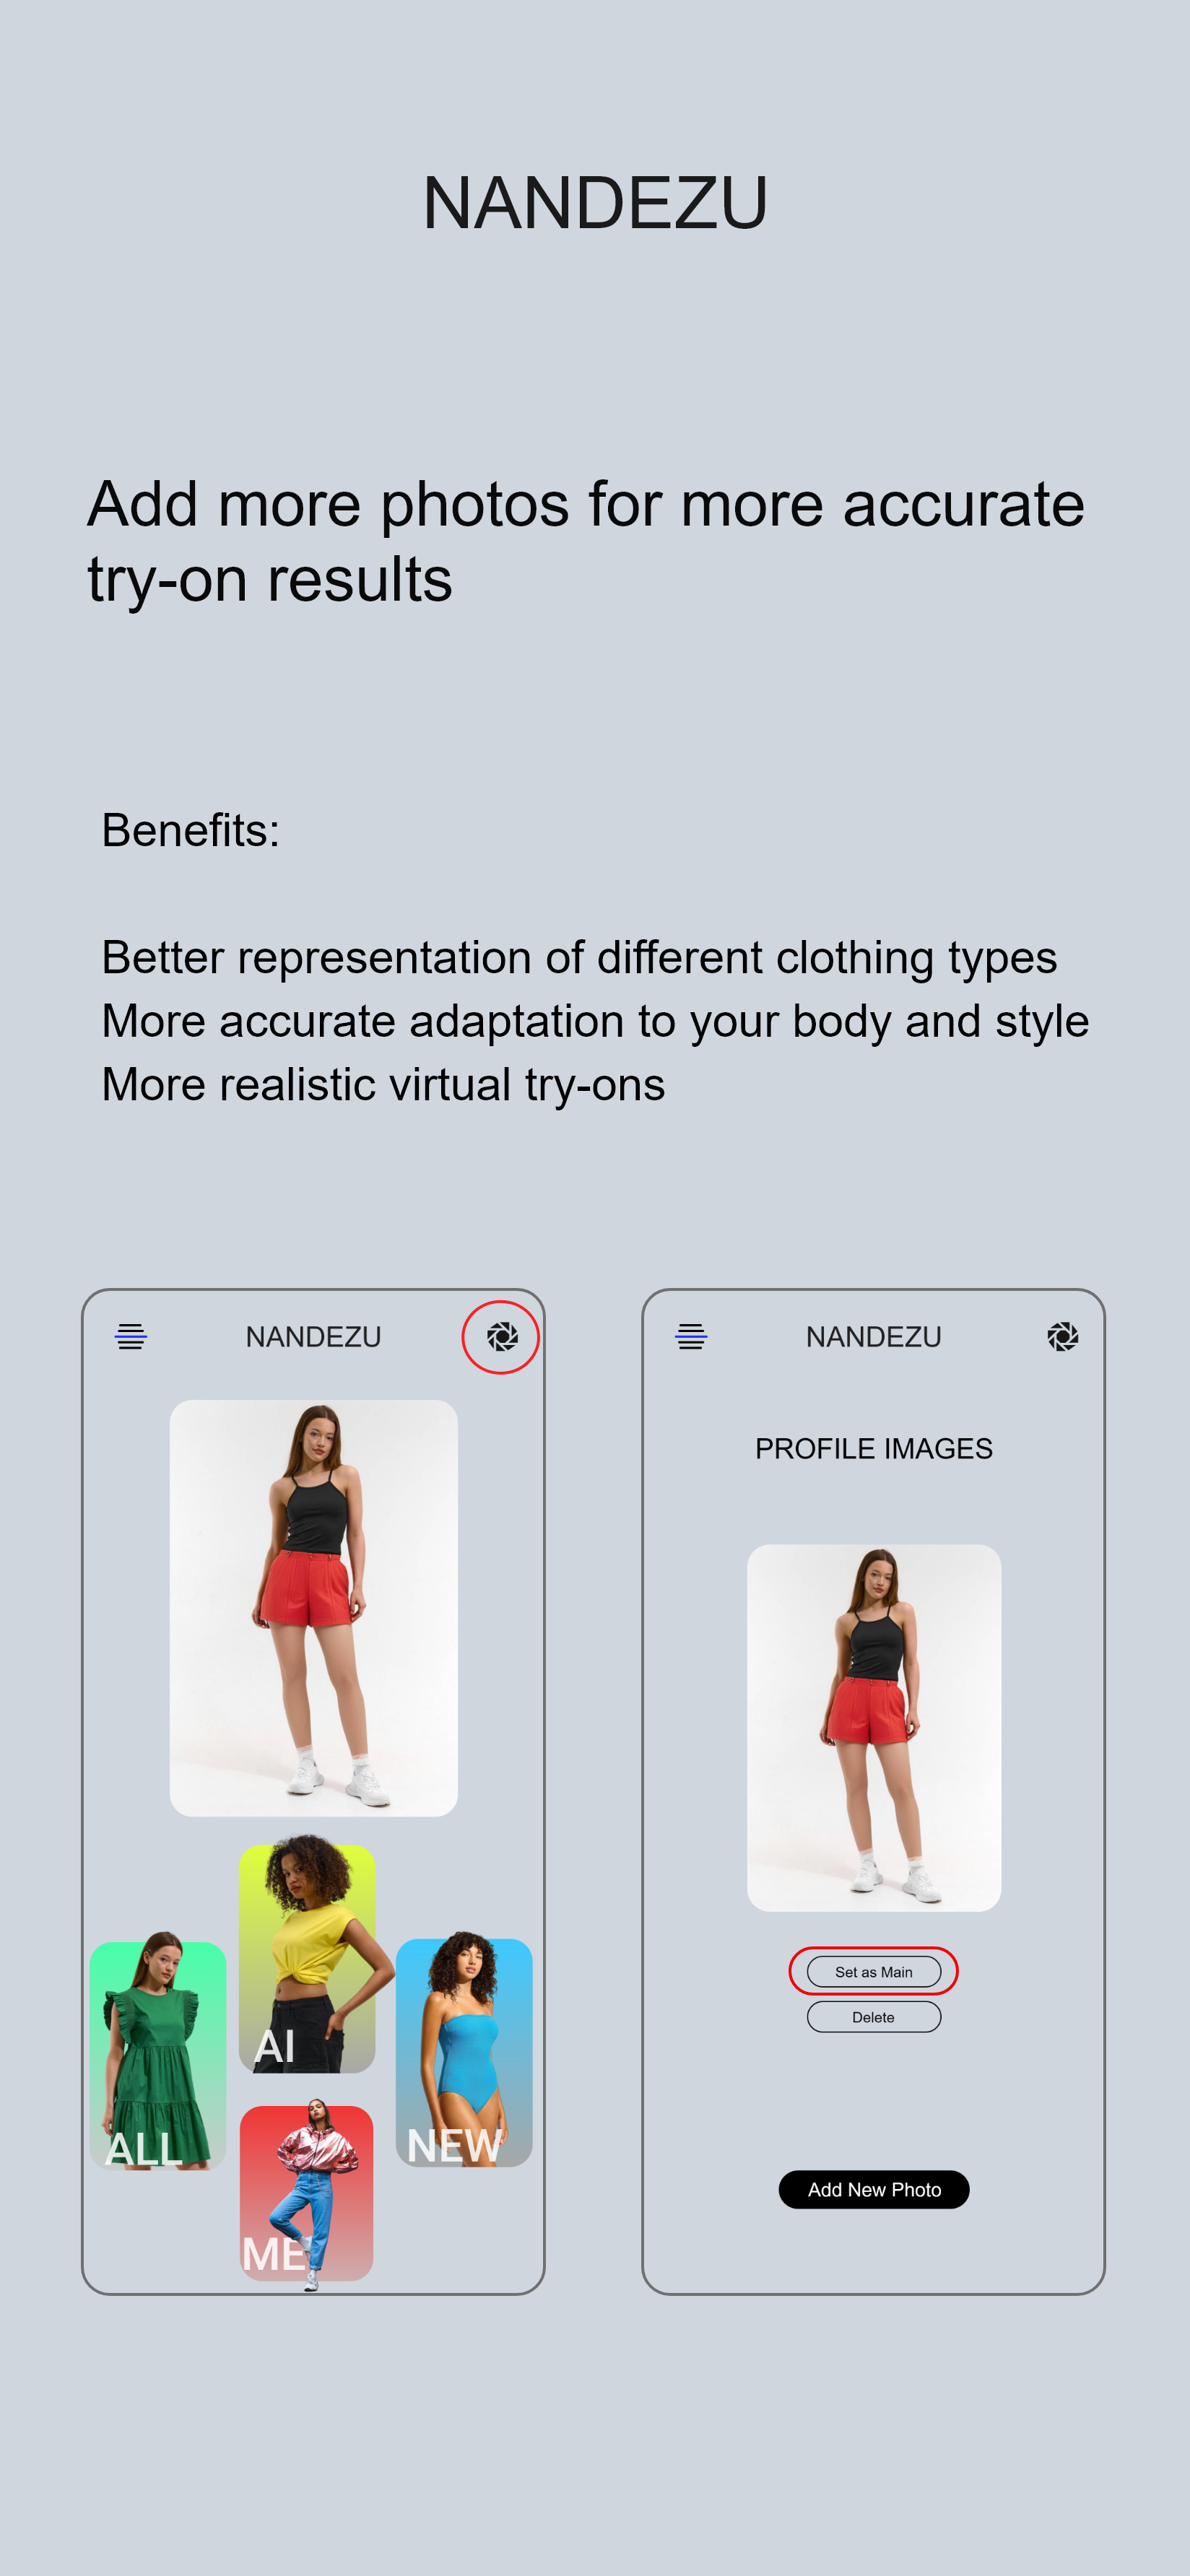 NANDEZU
Add more photos for more accurate
try-on results
Benefits:
Better representation of different clothing types
More accurate adaptation to your body and style
More realistic virtual try-ons
NANDEZU
AI
ALL
NEW
ME
NANDEZU
PROFILE IMAGES
Set as Main
Delete
Add New Photo